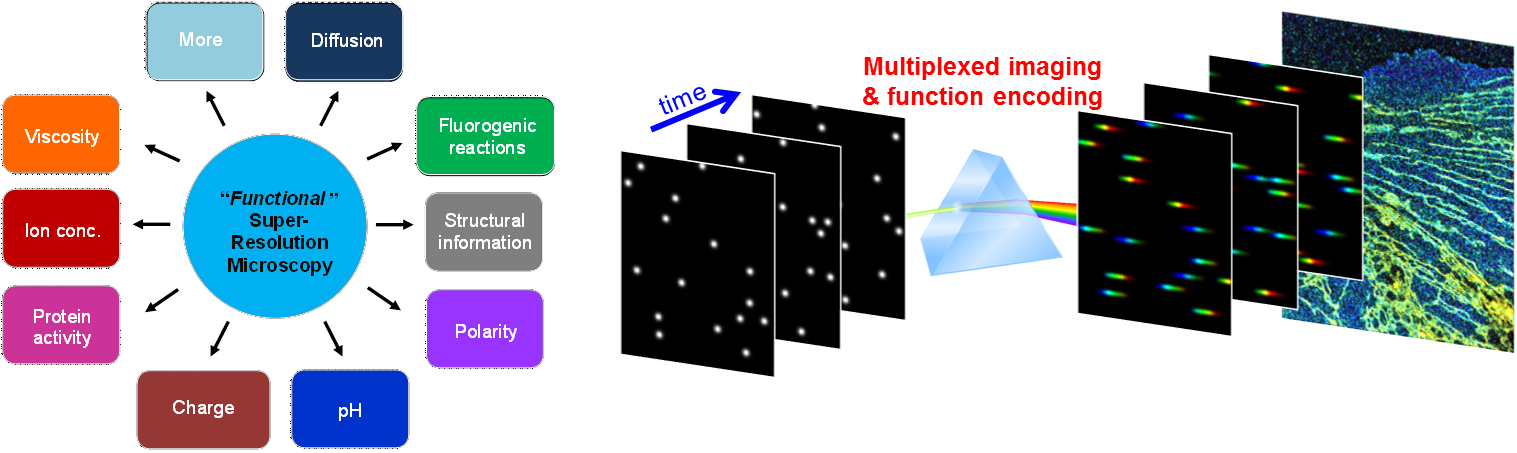 More
Diffusion
Viscosity
Fluorogenic
reactions
Ion conc.
“Functional”
Super-
Resolution
Microscopy
Structural
information
Protein
activity
Polarity
Charge
pH
time
Multiplexed imaging
& function encoding